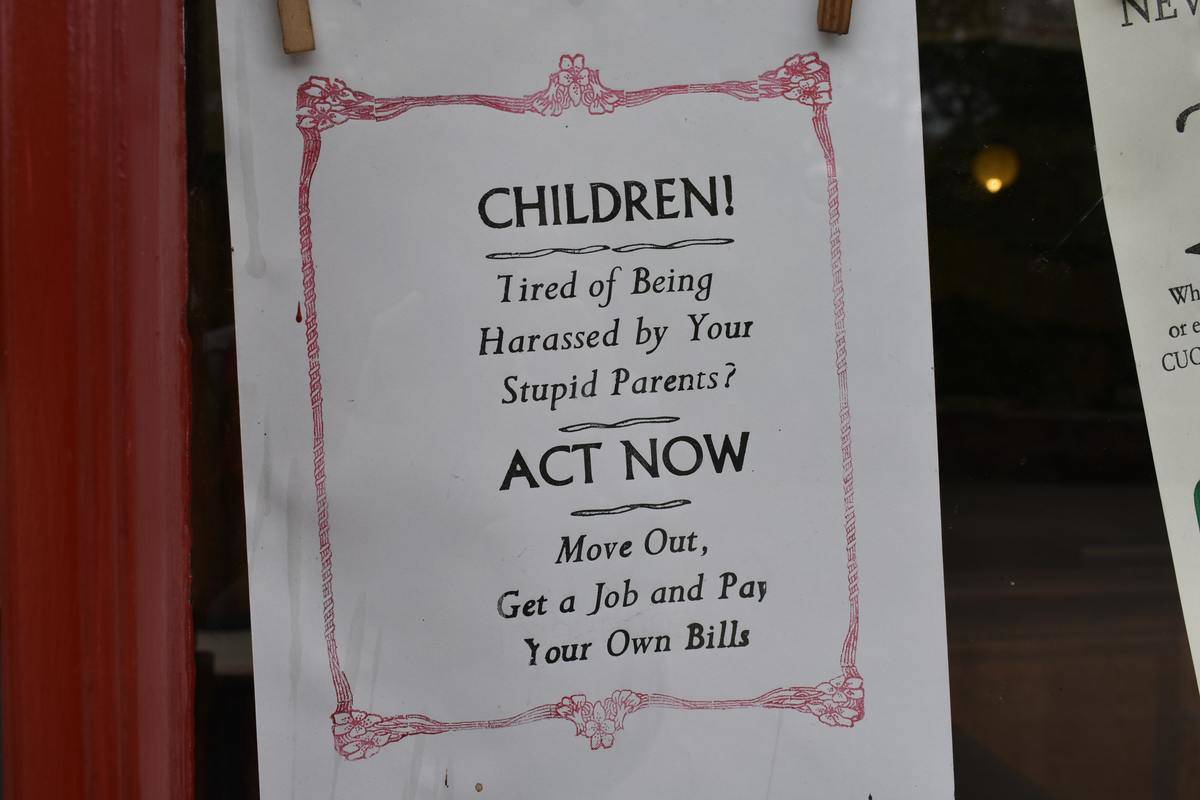 CHILDREN!
Tired of Being
Harassed by Your
Stupid Parents?
ACT NOW
Move Out,
Get a Job and Pay
Your Own Bills